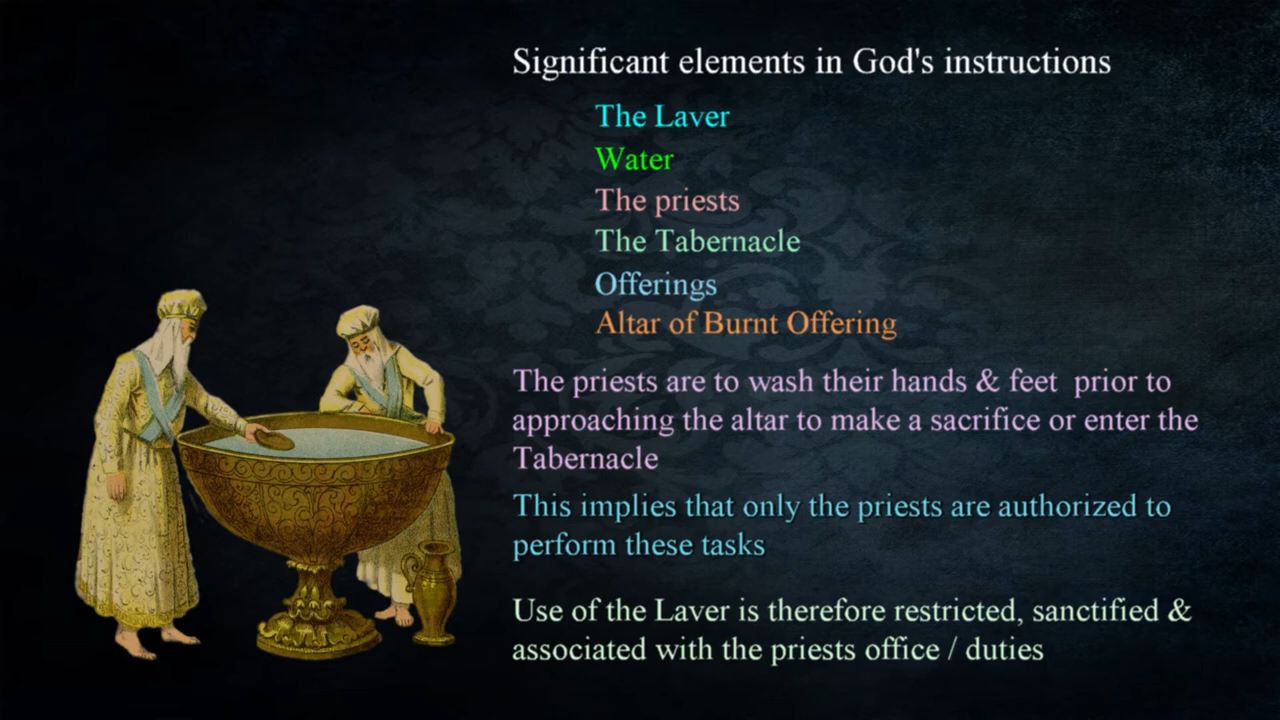 Significant elements in God's instructions
The Laver
Water
The priests
The Tabernacle
Offerings
Altar of Burnt Offering
The priests are to wash their hands & feet  prior to
approaching the altar to make a sacrifice or enter the
Tabernacle
This implies that only the priests are authorized to
perform these tasks
Use of the Laver is therefore restricted, sanctified &
associated with the priests office / duties